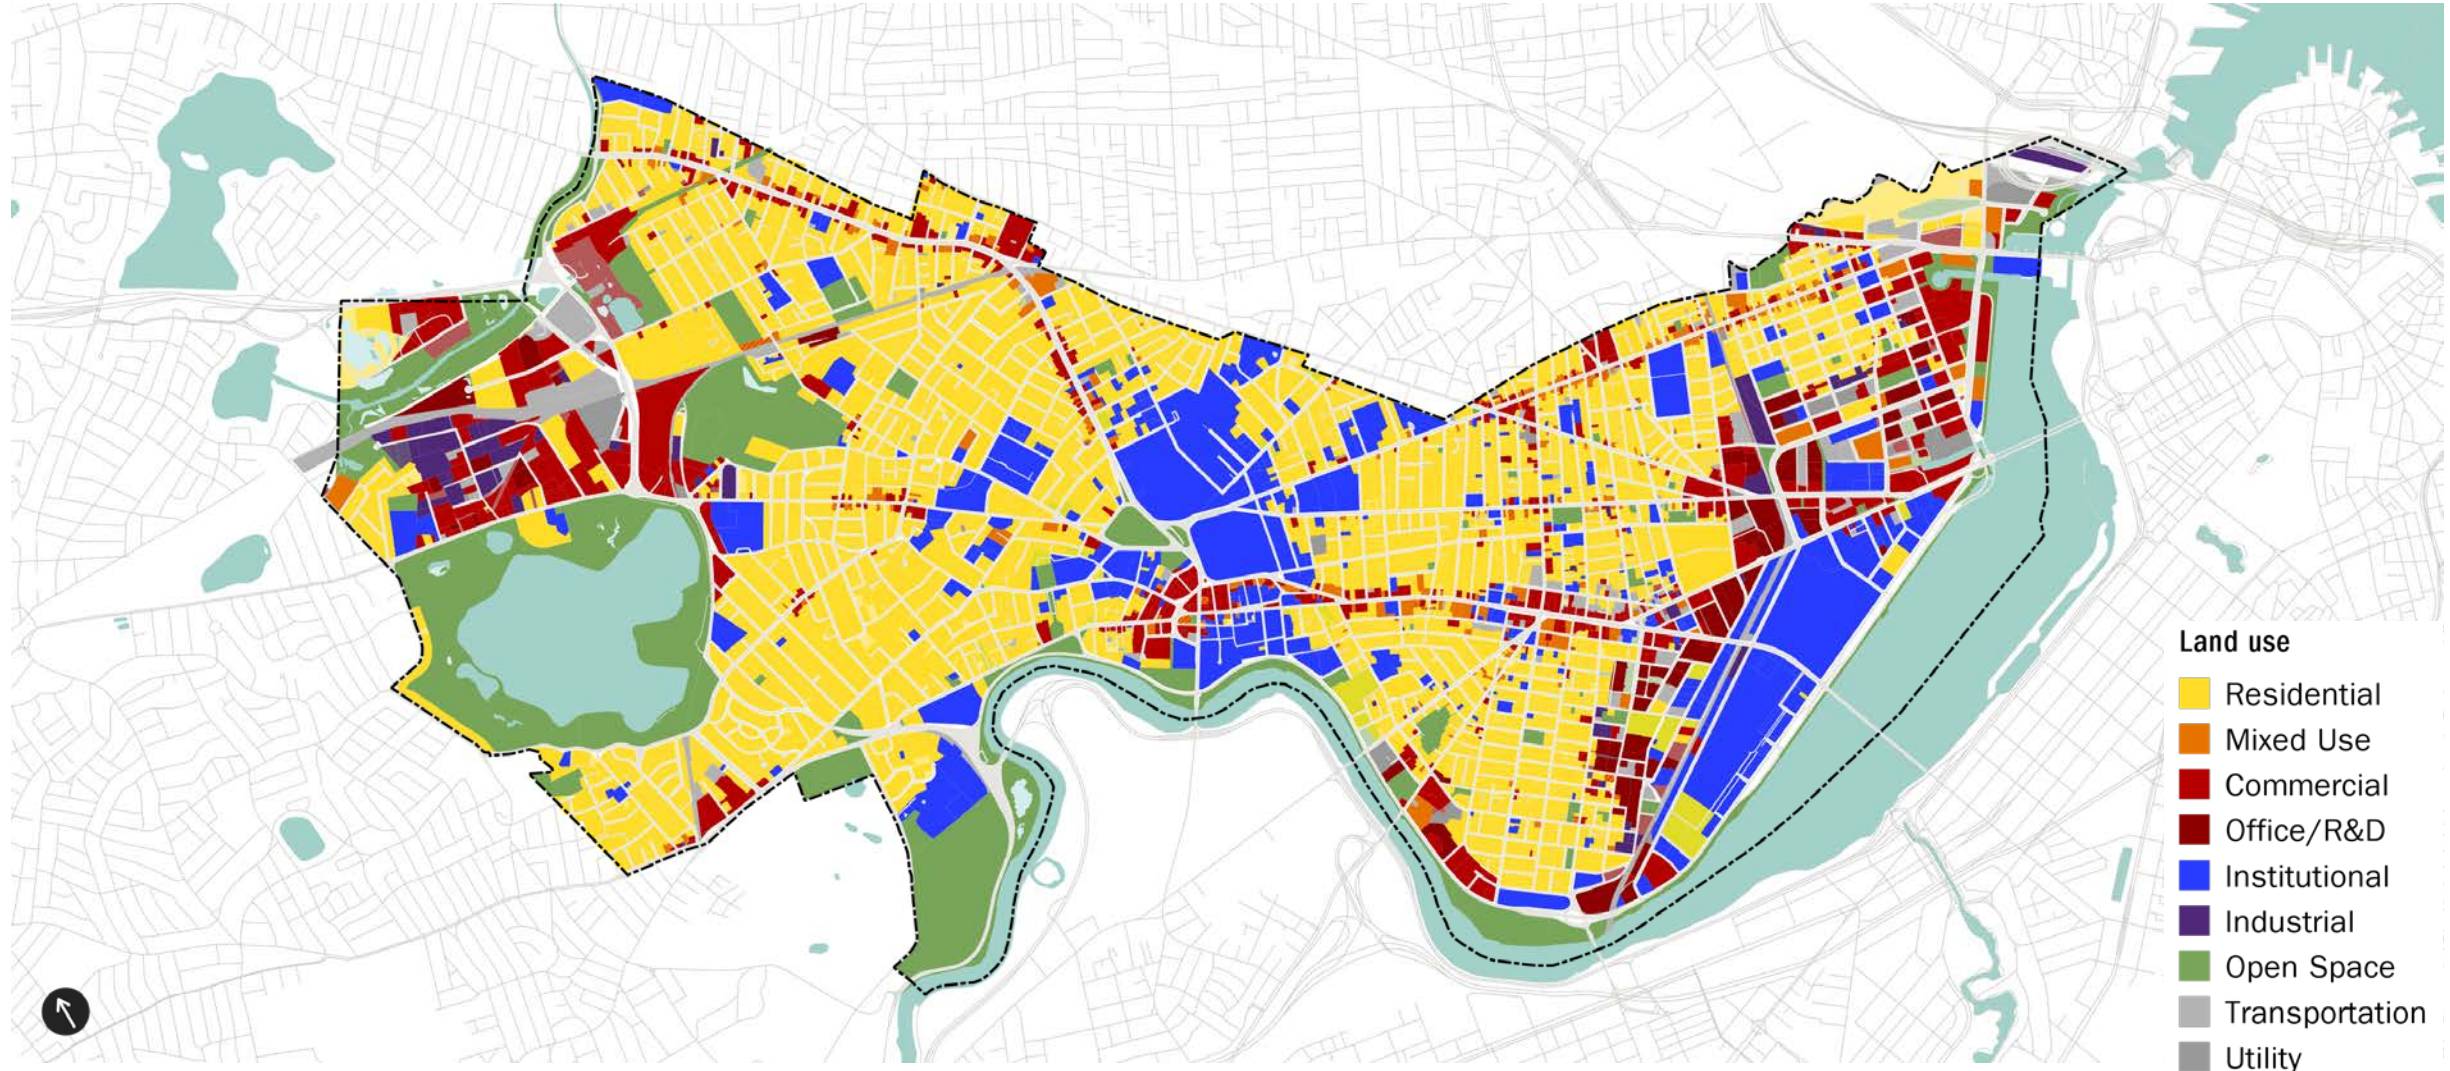 Land use
Residential
Mixed Use
Commercial
Office/R&D
Institutional
Industrial
Open Space
Transportation
Utility